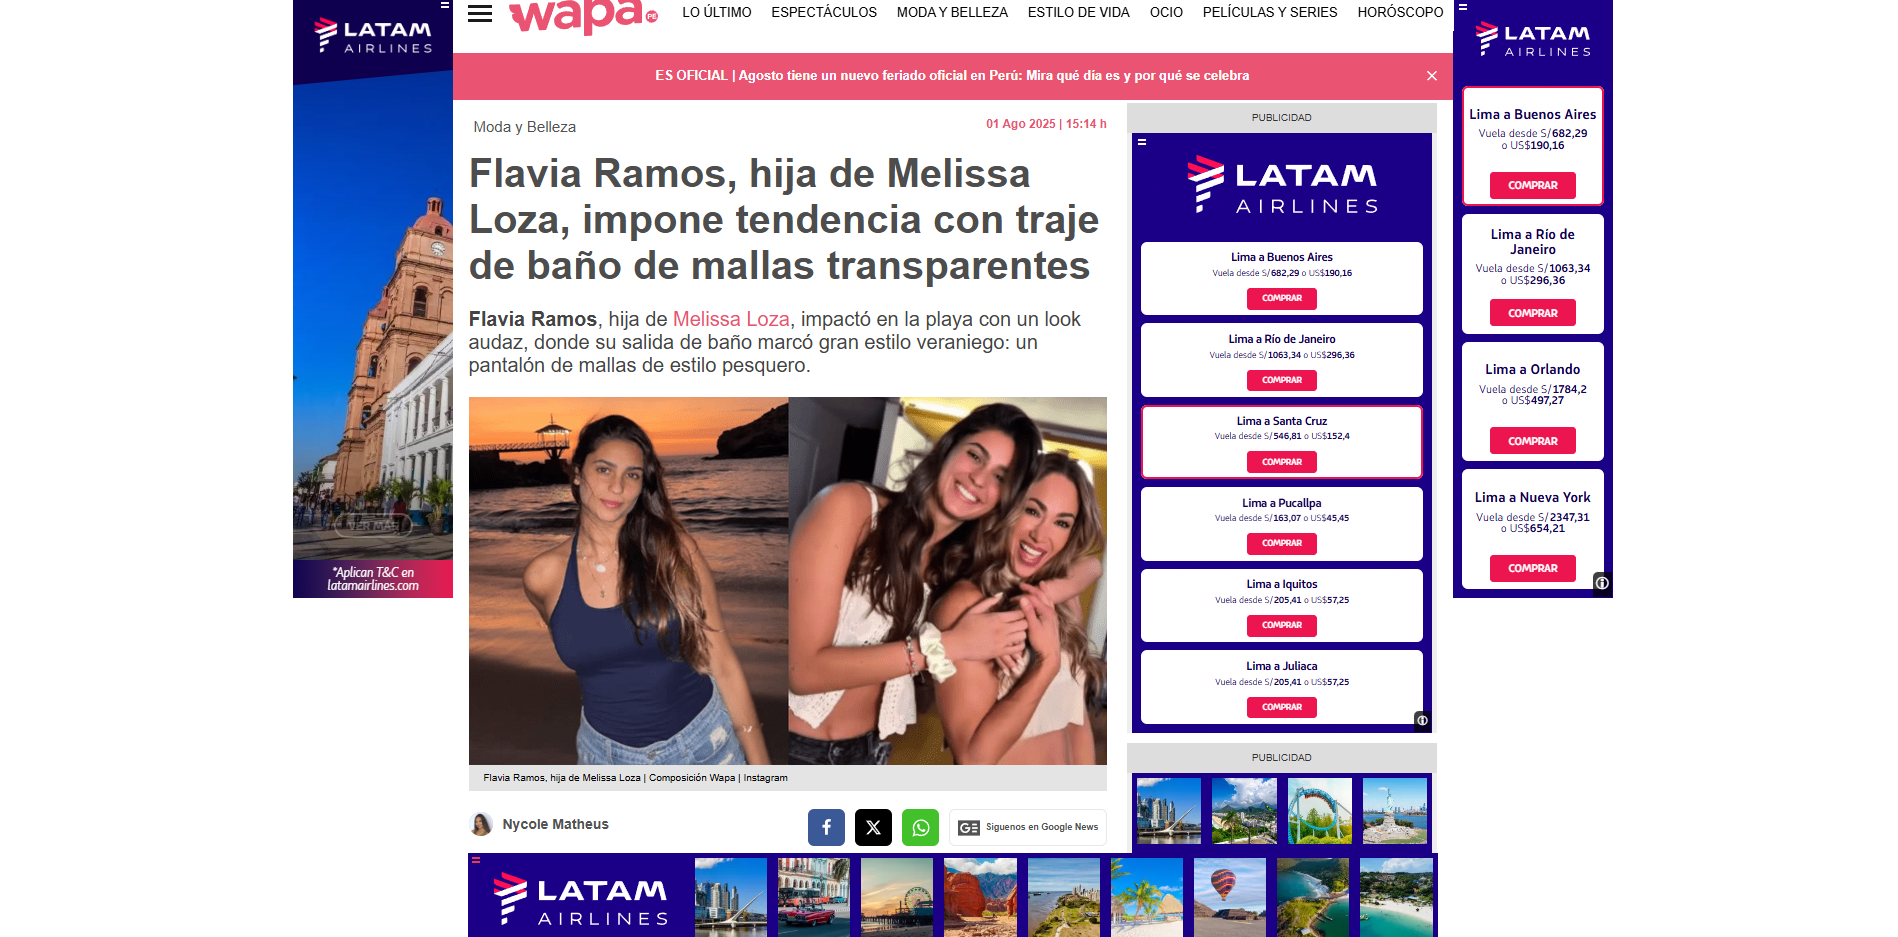 LATAM
AIRLINES
VER MÁS
*Aplican T&C en
latamairlines.com
wapa
PE
LO ÚLTIMO
ESPECTÁCULOS
MODA Y BELLEZA
ESTILO DE VIDA
OCIO
PELÍCULAS Y SERIES
HORÓSCOPO
ES OFICIAL | Agosto tiene un nuevo feriado oficial en Perú: Mira qué día es y por qué se celebra
Moda y Belleza
01 Ago 2025 | 15:14 h
Flavia Ramos, hija de Melissa
Loza, impone tendencia con traje
de baño de mallas transparentes
Flavia Ramos, hija de Melissa Loza, impactó en la playa con un look
audaz, donde su salida de baño marcó gran estilo veraniego: un
pantalón de mallas de estilo pesquero.
Flavia Ramos, hija de Melissa Loza | Composición Wapa | Instagram
Nycole Matheus
Siguenos en Google News
PUBLICIDAD
LATAM
AIRLINES
Lima a Buenos Aires
Vuela desde S/682,29 o US$190,16
COMPRAR
Lima a Río de Janeiro
Vuela desde S/1063,34 o US$296,36
COMPRAR
Lima a Santa Cruz
Vuela desde S/546,81 o US$152,4
COMPRAR
Lima a Pucallpa
Vuela desde S/163,07 o US$45,45
COMPRAR
Lima a Iquitos
Vuela desde S/205,41 o US$57,25
COMPRAR
Lima a Juliaca
Vuela desde S/205,41 o US$57,25
COMPRAR
PUBLICIDAD
LATAM
AIRLINES
Lima a Buenos Aires
Vuela desde S/682,29
o US$190,16
COMPRAR
Lima a Río de
Janeiro
Vuela desde S/1063,34
o US$296,36
COMPRAR
Lima a Orlando
Vuela desde S/1784,2
o US$497,27
COMPRAR
Lima a Nueva York
Vuela desde S/2347,31
o US$654,21
COMPRAR
LATAM
AIRLINES